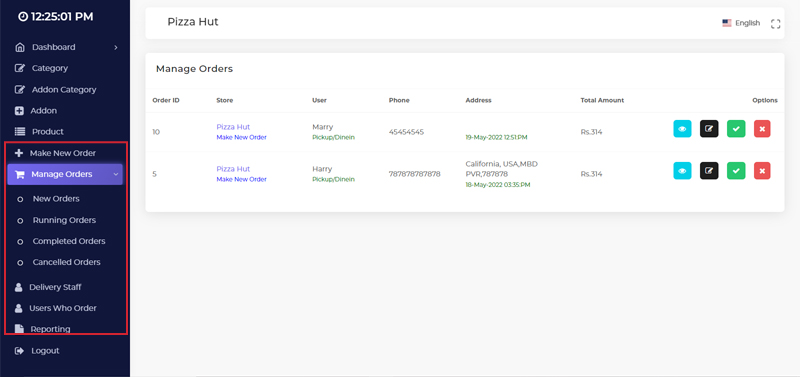 12:25:01 PM
Dashboard
Category
Addon Category
Addon
Product
Make New Order
Manage Orders
New Orders
Running Orders
Completed Orders
Cancelled Orders
Delivery Staff
Users Who Order
Reporting
Logout
Pizza Hut
English
Manage Orders
Order ID Store User Phone Address Total Amount Options
10 Pizza Hut Marry 45454545 Rs.314
Make New Order Pickup/Dinein 19-May-2022 12:51:PM
5 Pizza Hut Harry 787878787878 California, USA,MBD Rs.314
Make New Order Pickup/Dinein PVR,787878
18-May-2022 03:35:PM